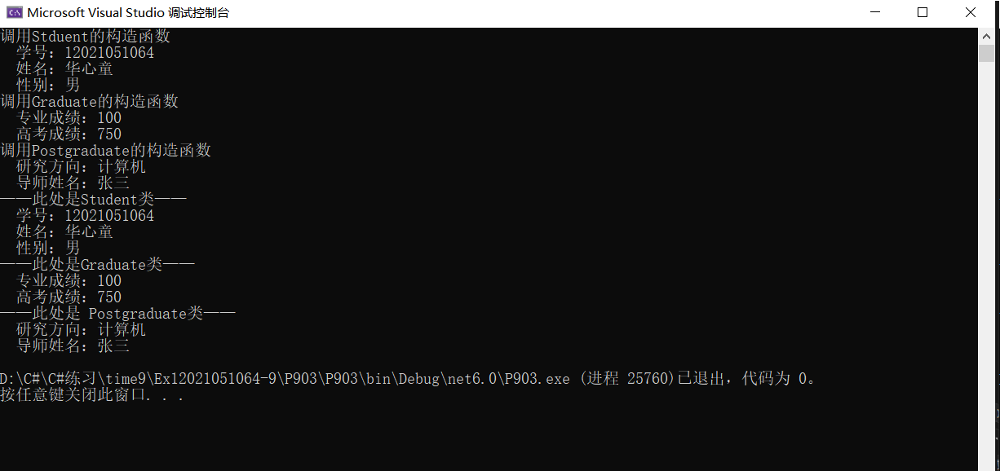 Microsoft Visual Studio 调试控制台
调用Stduent的构造函数
学号：12021051064
姓名：华心童
性别：男
调用Graduate的构造函数
专业成绩：100
高考成绩：750
调用Postgraduate的构造函数
研究方向：计算机
导师姓名：张三
——此处是Student类——
学号：12021051064
姓名：华心童
性别：男
——此处是Graduate类——
专业成绩：100
高考成绩：750
——此处是 Postgraduate类——
研究方向：计算机
导师姓名：张三
D:\C#\C#练习\time9\Ex12021051064-9\P903\P903\bin\Debug\net6.0\P903.exe (进程 25760)已退出，代码为 0。
按任意键关闭此窗口. . .